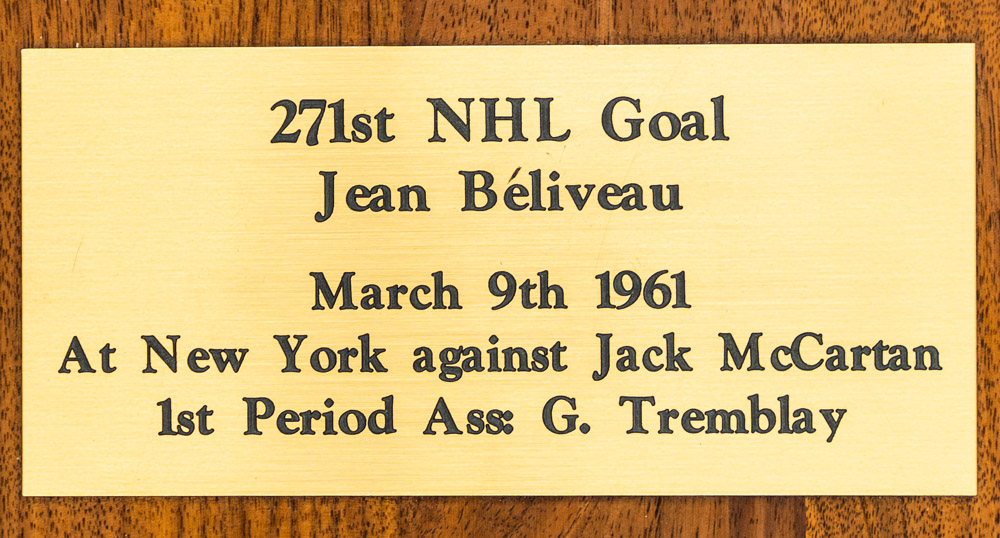 271st NHL Goal
Jean Béliveau
March 9th 1961
At New York against Jack McCartan
1st Period Ass: G. Tremblay